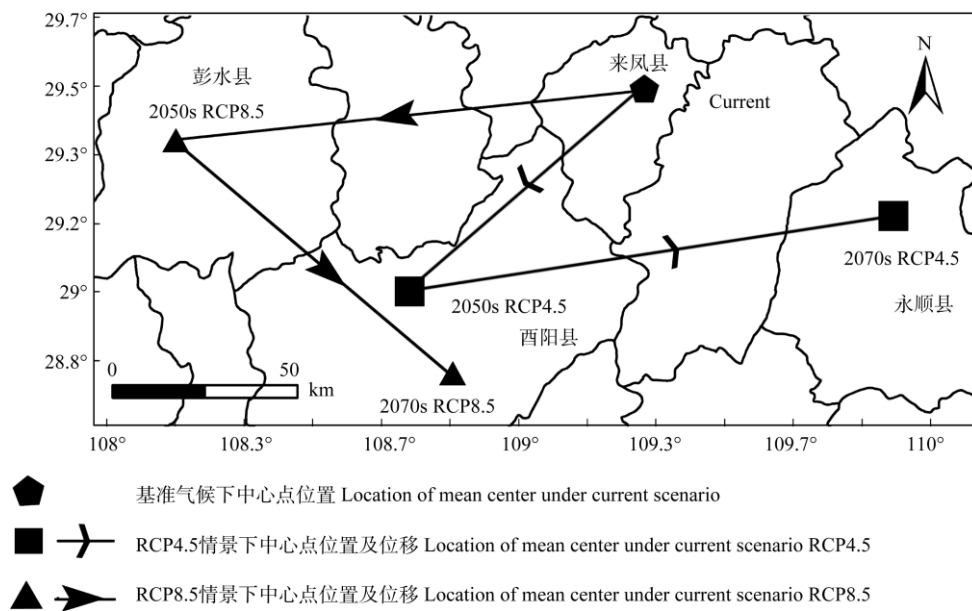 29.7°
29.5°
29.3°
29.2°
29°
28.8°
彭水县
2050s RCP8.5
来凤县
Current
N
2070s RCP4.5
永顺县
2050s RCP4.5
酉阳县
2070s RCP8.5
0 50
km
108° 108.3° 108.7° 109° 109.3° 109.7° 110°
基准气候下中心点位置 Location of mean center under current scenario
RCP4.5情景下中心点位置及位移 Location of mean center under current scenario RCP4.5
RCP8.5情景下中心点位置及位移 Location of mean center under current scenario RCP8.5